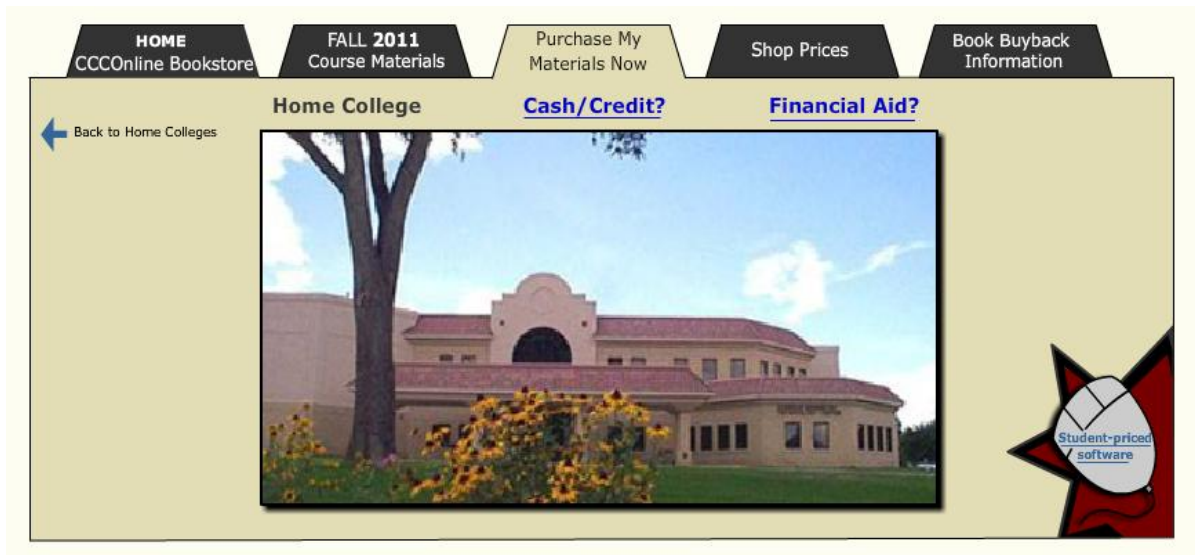 HOME
CCCOnline Bookstore
FALL 2011
Course Materials
Purchase My
Materials Now
Shop Prices
Book Buyback
Information
Home College
Cash/Credit?
Financial Aid?
Back to Home Colleges
Student-priced
software